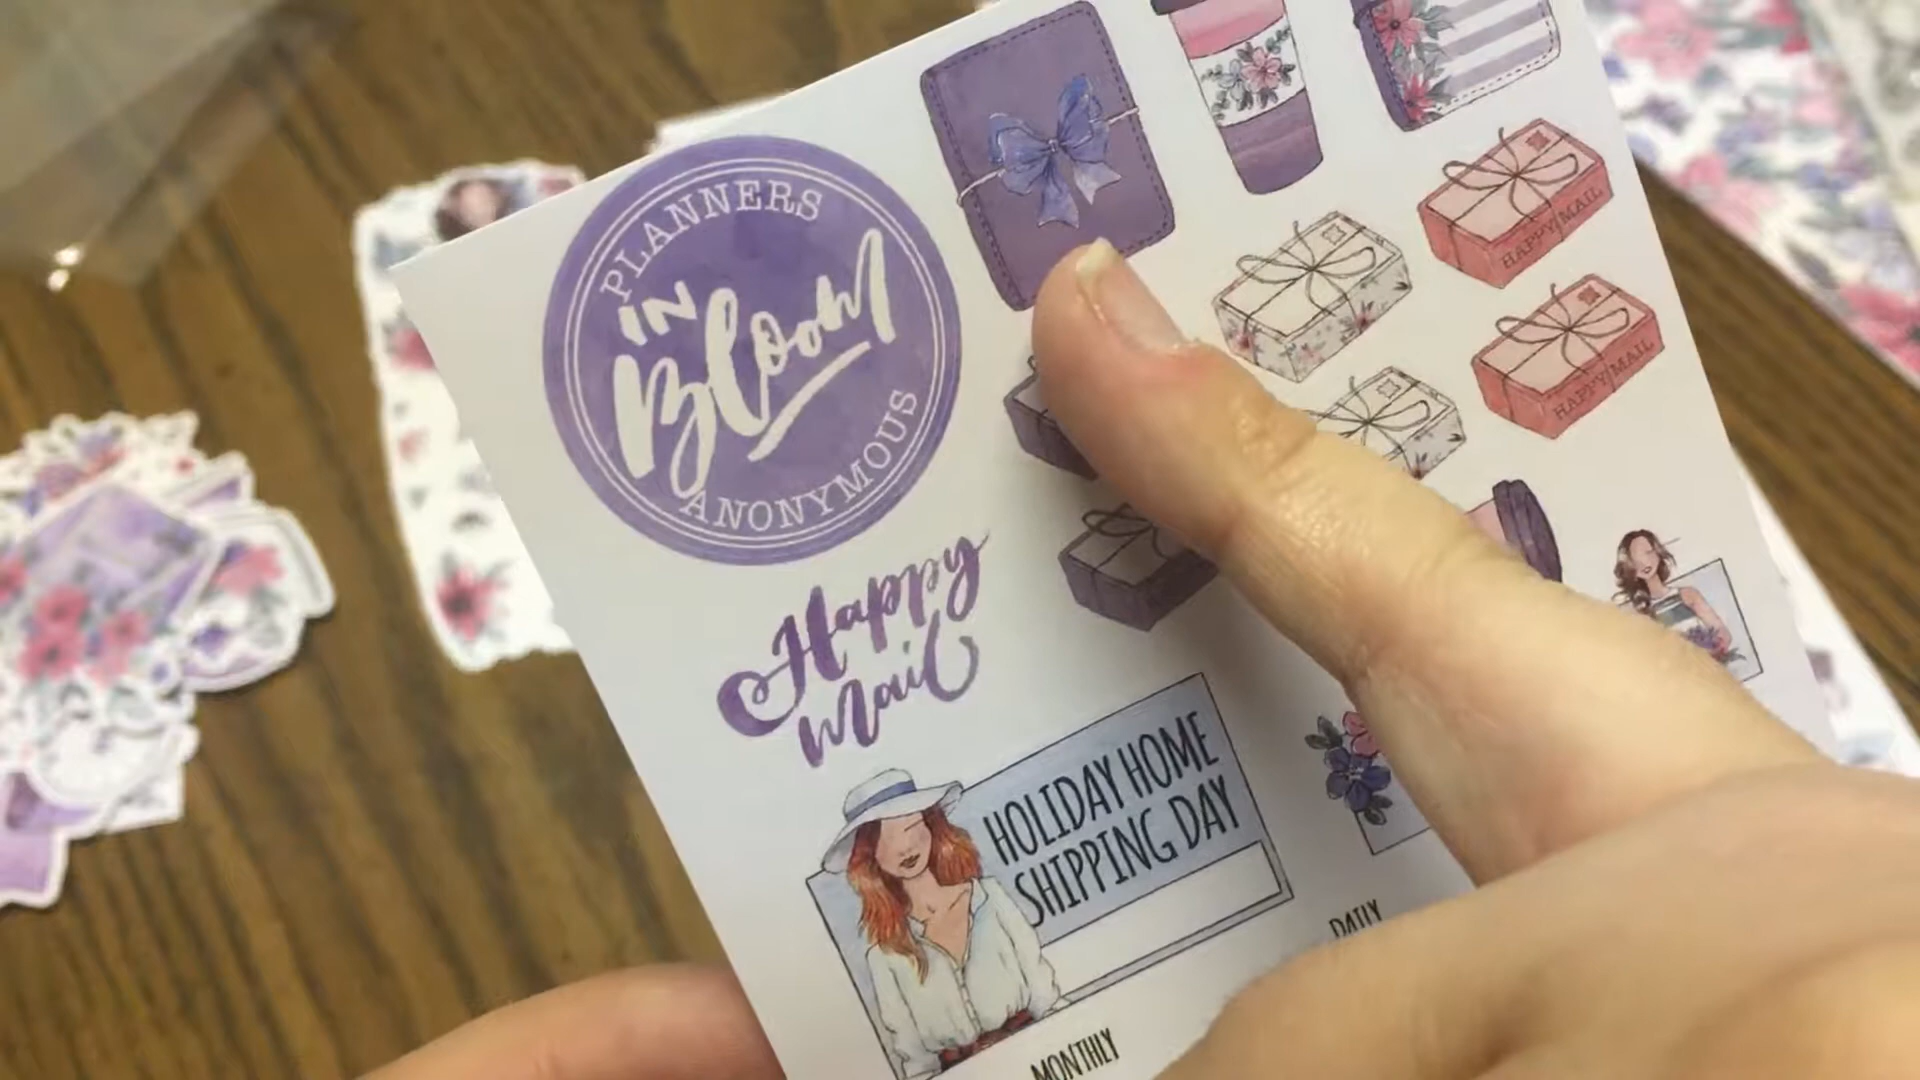 PLANNERS
IN
Bloom
ANONYMOUS
HAPPY MAIL
HAPPY MAIL
Happy
Mail
HOLIDAY HOME
SHIPPING DAY
DAILY
MONTHLY